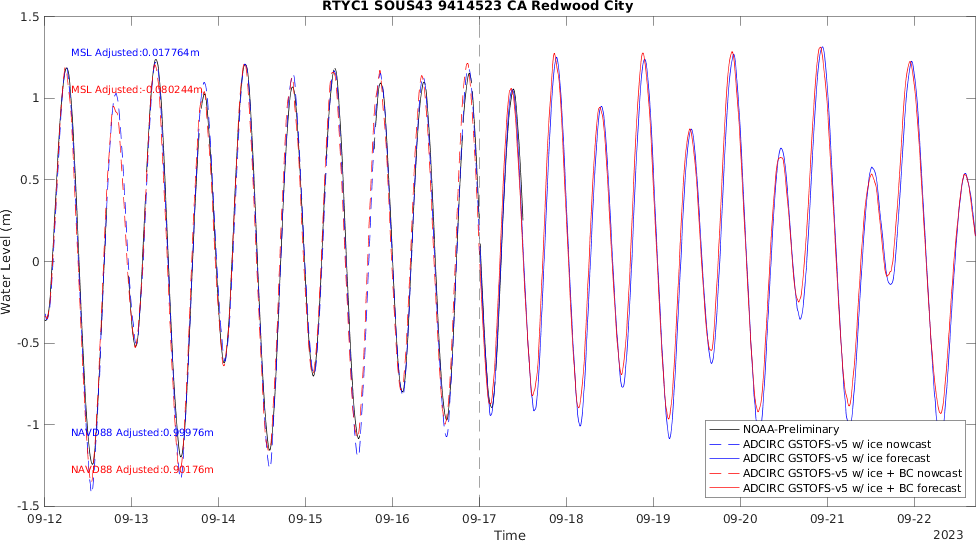 RTYC1 SOUS43 9414523 CA Redwood City
1.5
MSL Adjusted:0.017764m
MSL Adjusted:-0.080244m
1
0.5
Water Level (m)
0
-0.5
-1
NAVD88 Adjusted:0.99976m
NAVD88 Adjusted:0.90176m
-1.5
NOAA-Preliminary
ADCIRC GSTOFS-v5 w/ ice nowcast
ADCIRC GSTOFS-v5 w/ ice forecast
ADCIRC GSTOFS-v5 w/ ice + BC nowcast
ADCIRC GSTOFS-v5 w/ ice + BC forecast
09-12 09-13 09-14 09-15 09-16 09-17 09-18 09-19 09-20 09-21 09-22
Time
2023